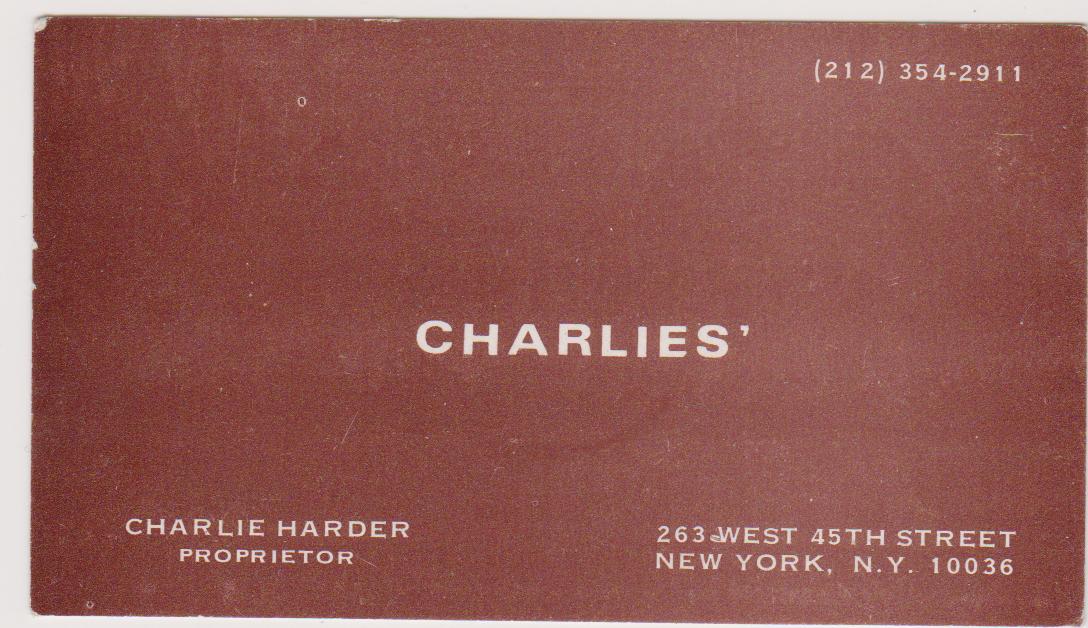 (212) 354-2911
CHARLIES'
CHARLIE HARDER
PROPRIETOR
263 WEST 45TH STREET
NEW YORK, N.Y. 10036